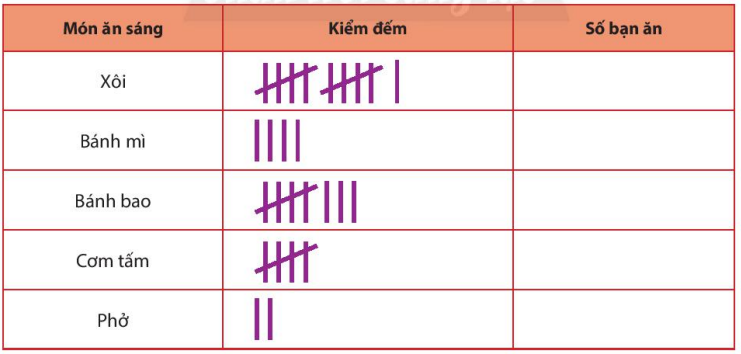 Món ăn sáng Kiểm đếm Số bạn ăn
Xôi
Bánh mì
Bánh bao
Cơm tấm
Phở